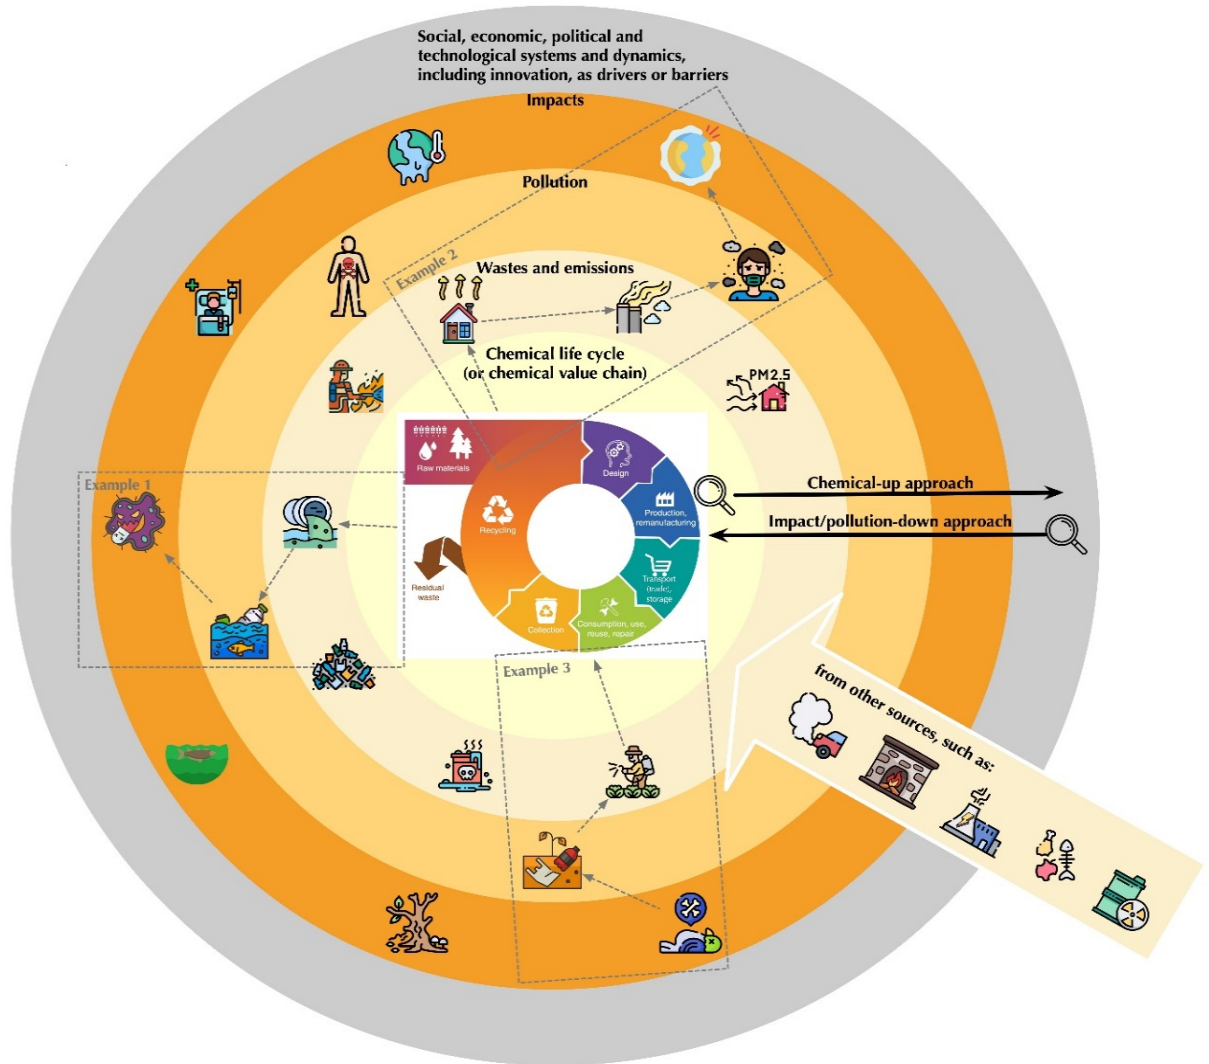 Social, economic, political and
technological systems and dynamics,
including innovation, as drivers or barriers
Impacts
Pollution
Example 2
Wastes and emissions
Chemical life cycle
(or chemical value chain)
PM2.5
Raw materials
Design
Production,
remanufacturing
Recycling
Transport
(trade),
storage
Residual
waste
Collection
Consumption, use,
reuse, repair
Chemical-up approach
Impact/pollution-down approach
Example 1
Example 3
from other sources, such as: